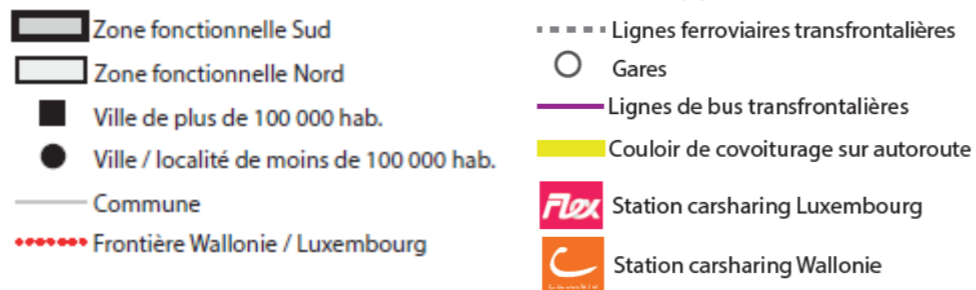 Zone fonctionnelle Sud
Zone fonctionnelle Nord
Ville de plus de 100 000 hab.
Ville / localité de moins de 100 000 hab.
Commune
Frontière Wallonie / Luxembourg
Lignes ferroviaires transfrontalières
Gares
Lignes de bus transfrontalières
Couloir de covoiturage sur autoroute
Flex Station carsharing Luxembourg
Station carsharing Wallonie